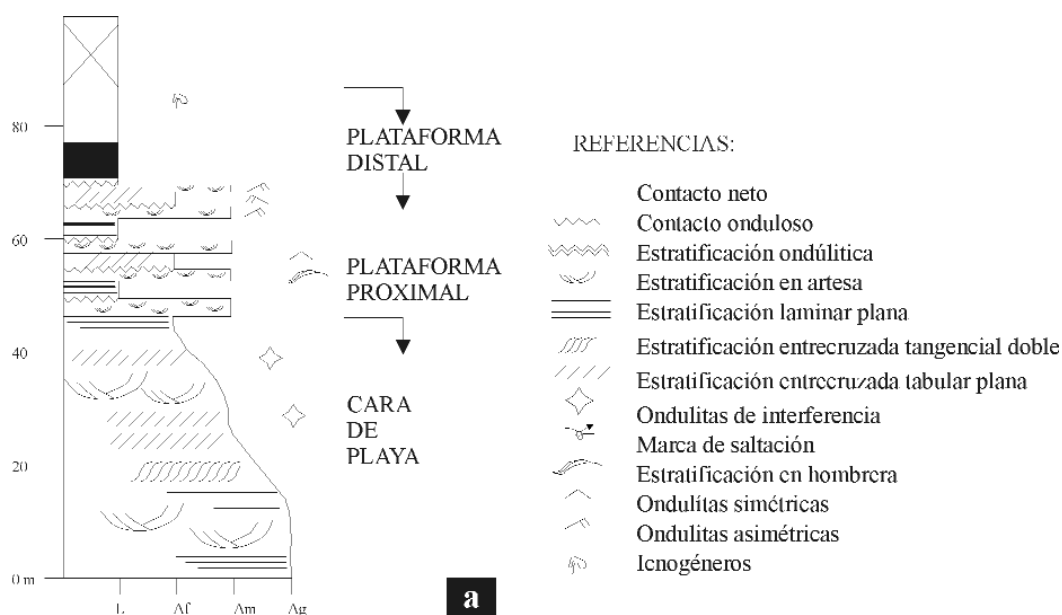 80
60
40
20
0 m
L
Af
Am
Ag
PLATAFORMA
DISTAL
PLATAFORMA
PROXIMAL
CARA
DE
PLAYA
a
REFERENCIAS:
Contacto neto
Contacto onduloso
Estratificación ondúlitica
Estratificación en artesa
Estratificación laminar plana
Estratificación entrecruzada tangencial doble
Estratificación entrecruzada tabular plana
Ondulitas de interferencia
Marca de saltación
Estratificación en hombrera
Ondulitas simétricas
Ondulitas asimétricas
Icnogéneros